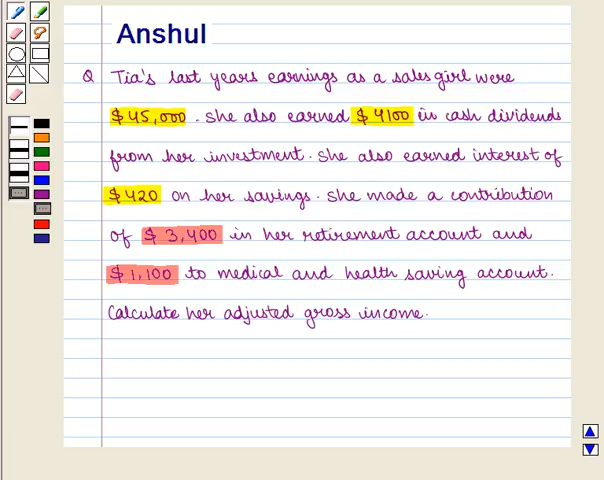 Anshul
Q Tia's last years earnings as a sales girl were
$45,000. She also earned $4100 in cash dividends
from her investment. She also earned interest of
$420 on her savings. She made a contribution
of $3,400 in her retirement account and
$1,100 to medical and health saving account.
Calculate her adjusted gross income.